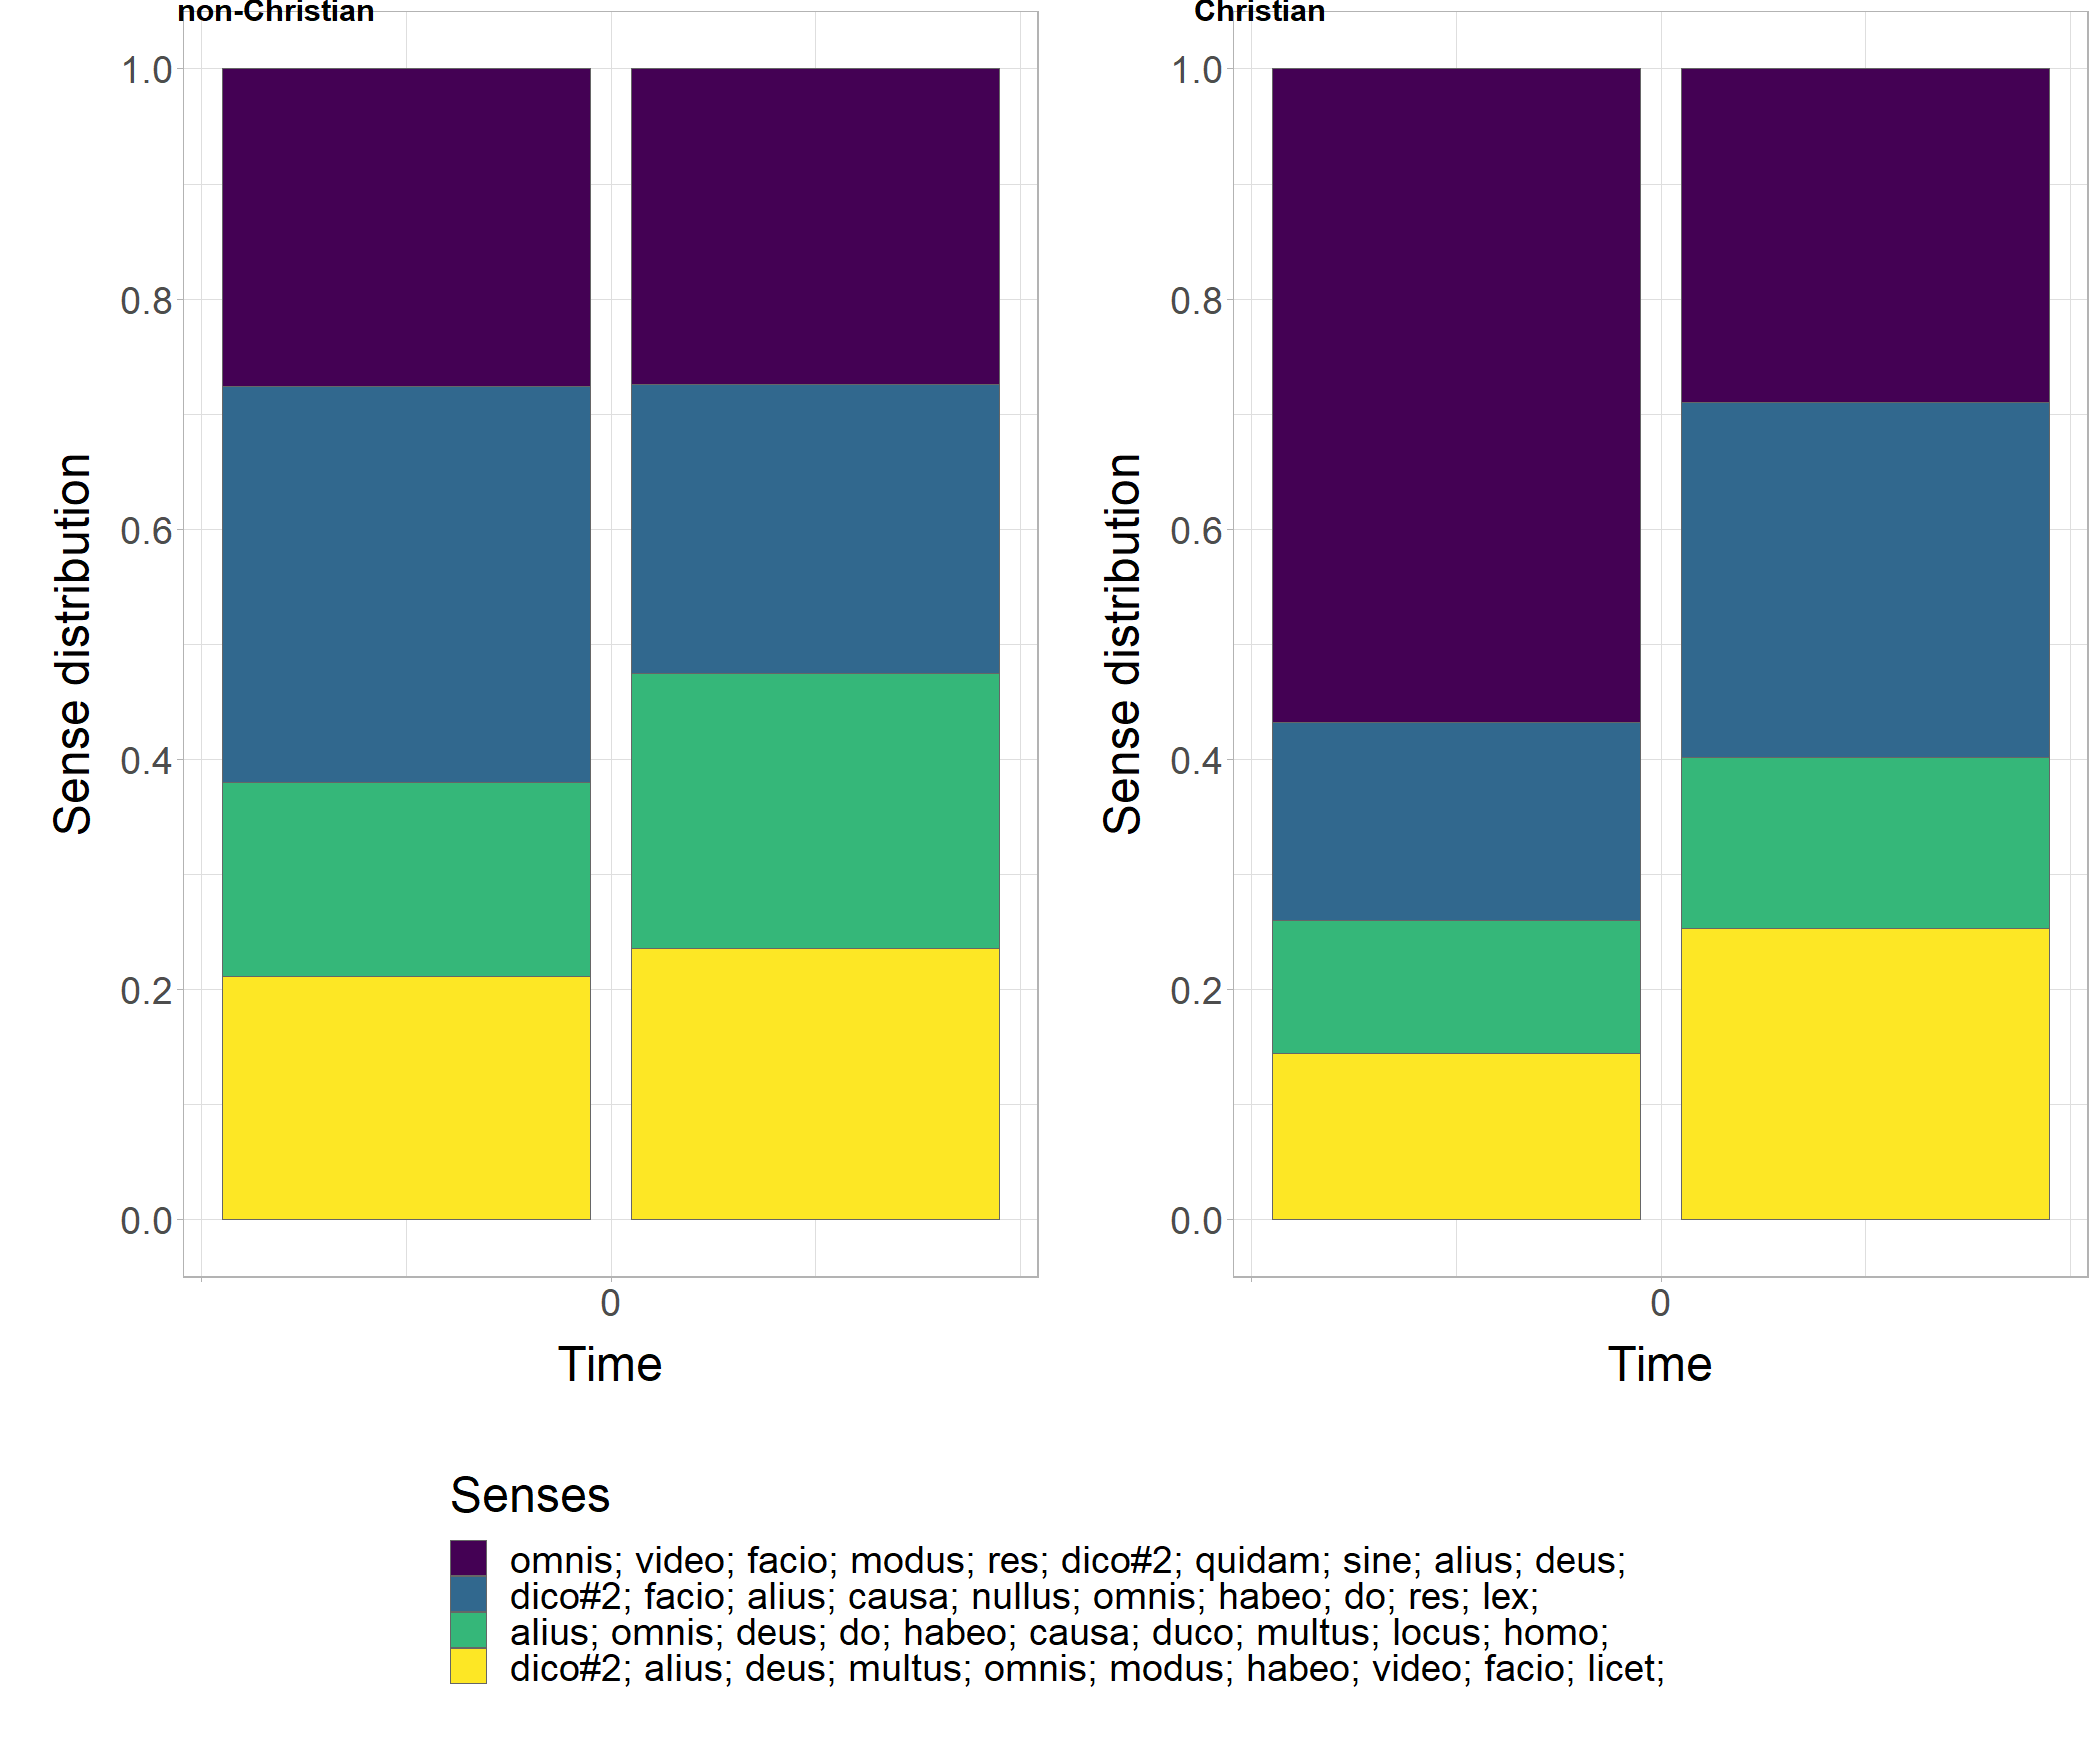 non-Christian
1.0
0.8
0.6
0.4
0.2
0.0
Sense distribution
0
Time
Christian
1.0
0.8
0.6
0.4
0.2
0.0
Sense distribution
0
Time
Senses
omnis; video; facio; modus; res; dico#2; quidam; sine; alius; deus;
dico#2; facio; alius; causa; nullus; omnis; habeo; do; res; lex;
alius; omnis; deus; do; habeo; causa; duco; multus; locus; homo;
dico#2; alius; deus; multus; omnis; modus; habeo; video; facio; licet;